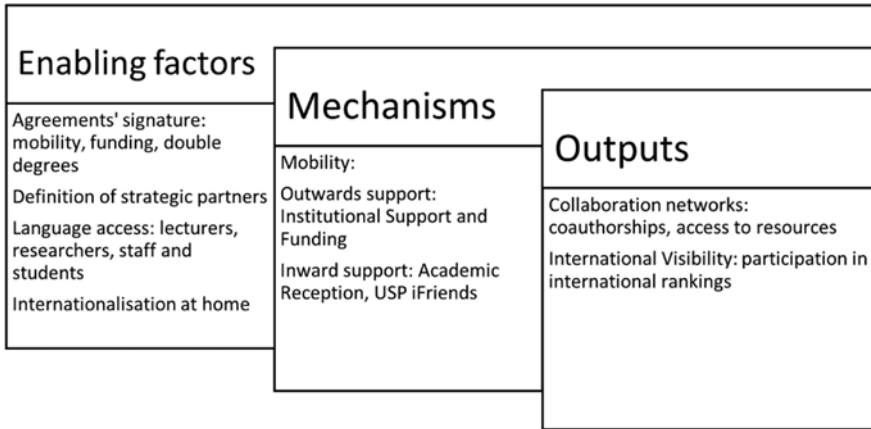 Enabling factors
Agreements' signature:
mobility, funding, double
degrees
Definition of strategic partners
Language access: lecturers,
researchers, staff and
students
Internationalisation at home
Mechanisms
Mobility:
Outwards support:
Institutional Support and
Funding
Inward support: Academic
Reception, USP iFriends
Outputs
Collaboration networks:
coauthorships, access to resources
International Visibility: participation in
international rankings